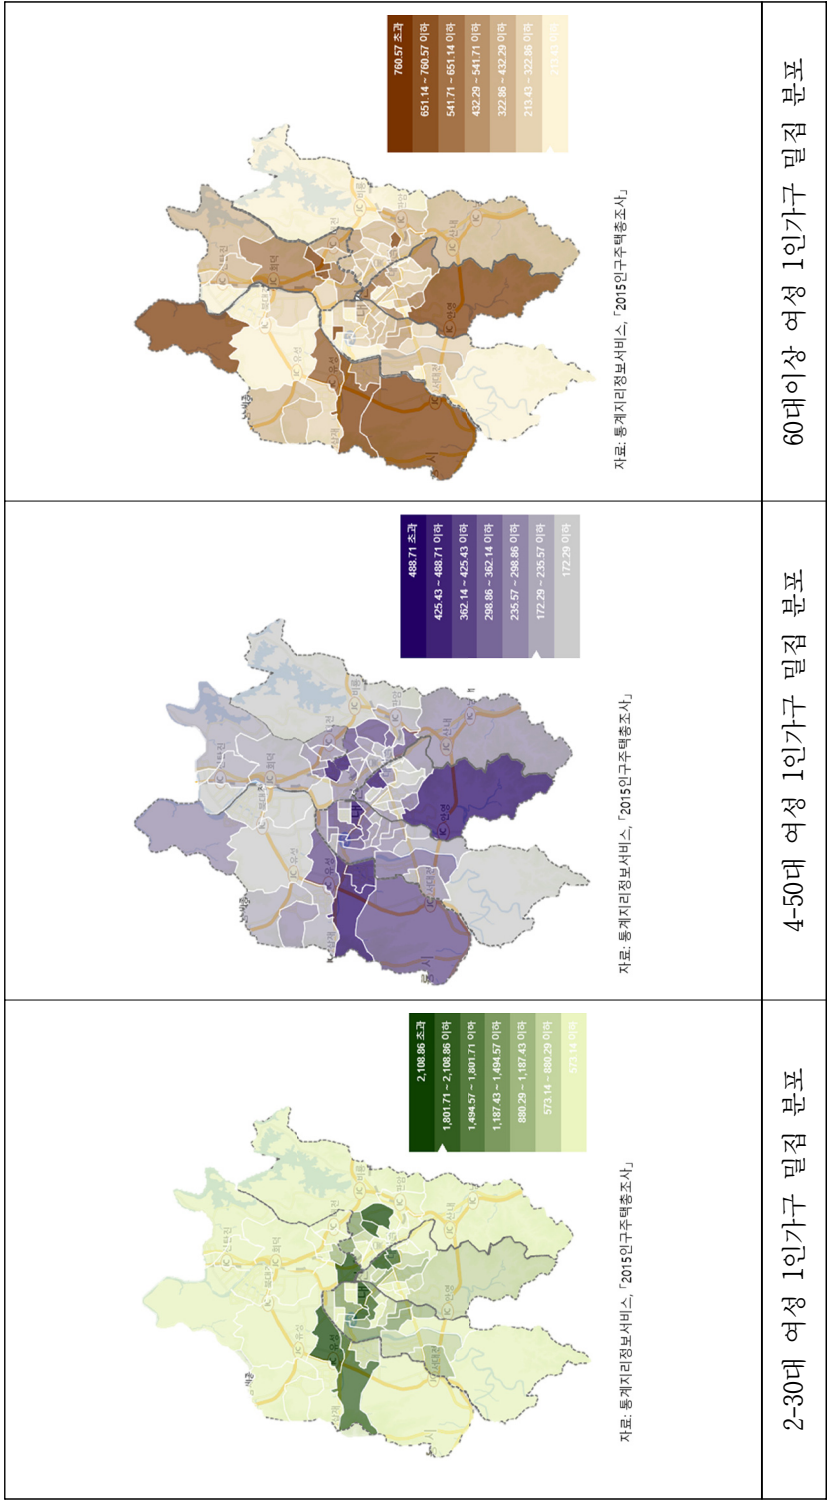 2-30대 여성 1인가구 밀집 분포
4-50대 여성 1인가구 밀집 분포
60대이상 여성 1인가구 밀집 분포
2,108.86 초과
1,801.71 ~ 2,108.86 이하
1,494.57 ~ 1,801.71 이하
1,187.43 ~ 1,494.57 이하
880.29 ~ 1,187.43 이하
573.14 ~ 880.29 이하
573.14 이하
자료: 통계지리정보서비스, 「2015인구주택총조사」
488.71 초과
425.43 ~ 488.71 이하
362.14 ~ 425.43 이하
298.86 ~ 362.14 이하
235.57 ~ 298.86 이하
172.29 ~ 235.57 이하
172.29 이하
자료: 통계지리정보서비스, 「2015인구주택총조사」
760.57 초과
651.14 ~ 760.57 이하
541.71 ~ 651.14 이하
432.29 ~ 541.71 이하
322.86 ~ 432.29 이하
213.43 ~ 322.86 이하
213.43 이하
자료: 통계지리정보서비스, 「2015인구주택총조사」